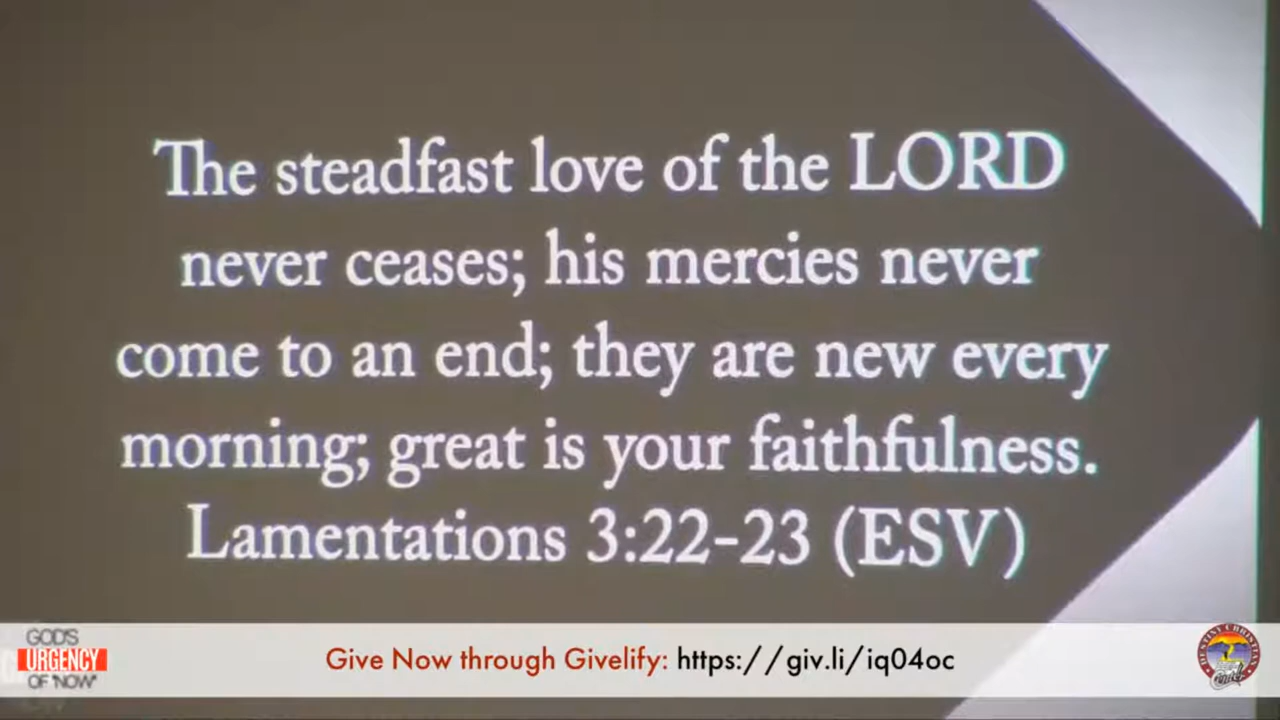 The steadfast love of the LORD
never ceases; his mercies never
come to an end; they are new every
morning; great is your faithfulness.
Lamentations 3:22-23 (ESV)
GOD'S
URGENCY
OF "NOW"
Give Now through Givelify: https://giv.li/iq04oc
DESTINY CHRISTIAN